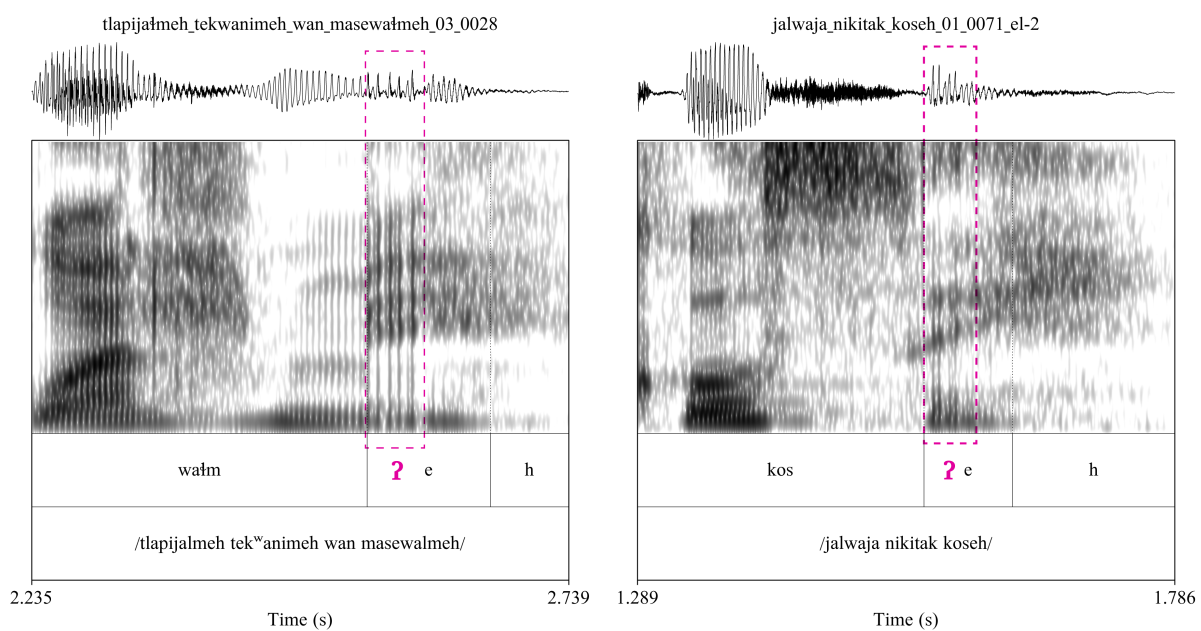 tlapijałmeh_tekwanimeh_wan_masewałmeh_03_0028
wałm
ʔ e
h
/tlapijalmeh tekʷanimeh wan masewalmeh/
2.235
2.739
Time (s)
jalwaja_nikitak_koseh_01_0071_el-2
kos
ʔ e
h
/jalwaja nikitak koseh/
1.289
1.786
Time (s)